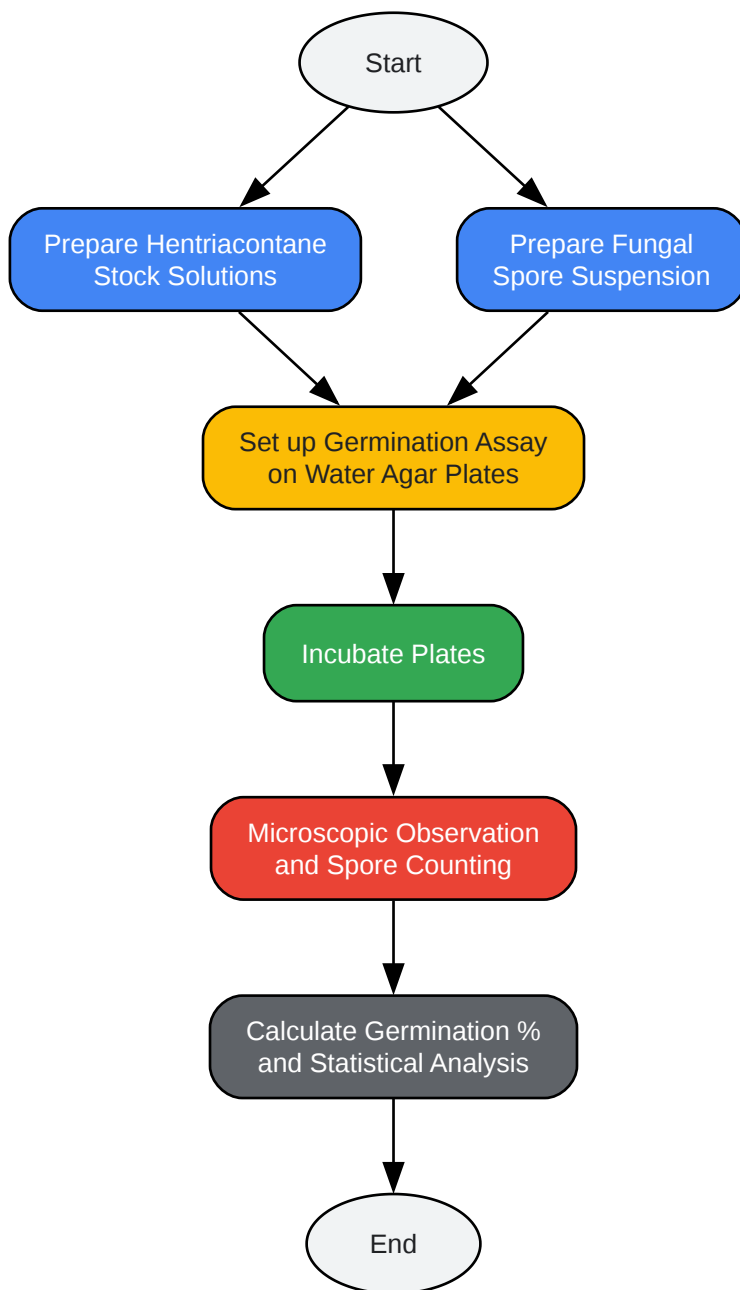 Start
Prepare Hentriacontane
Stock Solutions
Prepare Fungal
Spore Suspension
Set up Germination Assay
on Water Agar Plates
Incubate Plates
Microscopic Observation
and Spore Counting
Calculate Germination %
and Statistical Analysis
End